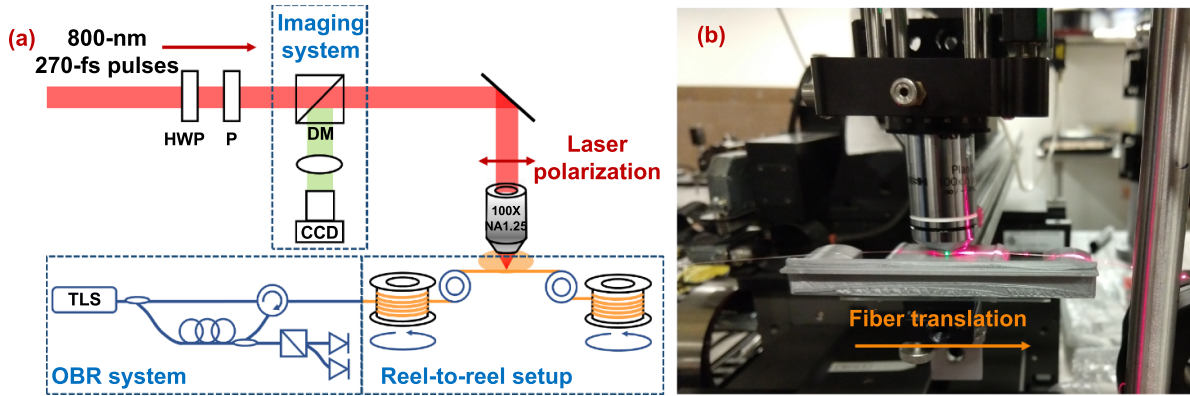 (a)
800-nm
270-fs pulses
Imaging
system
HWP
P
DM
CCD
Laser
polarization
100X
NA1.25
TLS
OBR system
Reel-to-reel setup
(b)
Plan
Fiber translation